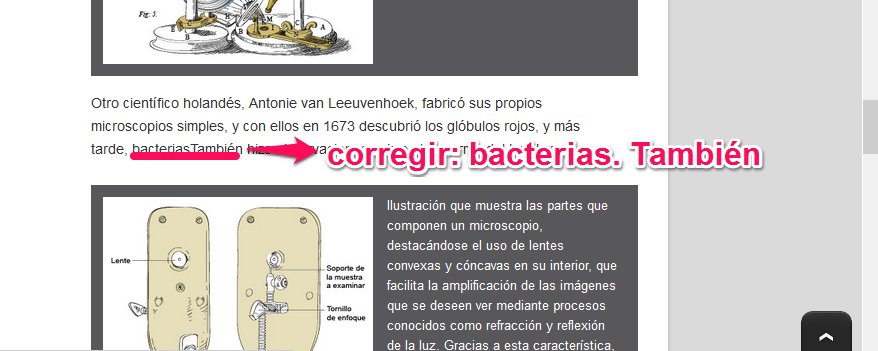 Fig: 5.
E
B
H
M
I
C
N
A
Otro científico holandés, Antonie van Leeuvenhoek, fabricó sus propios
microscopios simples, y con ellos en 1673 descubrió los glóbulos rojos, y más
tarde, bacteriasTambién
corregir: bacterias. También
Lente
Soporte de
la muestra
a examinar
Tornillo
de enfoque
Ilustración que muestra las partes que
componen un microscopio,
destacándose el uso de lentes
convexas y cóncavas en su interior, que
facilita la amplificación de las imágenes
que se deseen ver mediante procesos
conocidos como refracción y reflexión
de la luz. Gracias a esta característica,